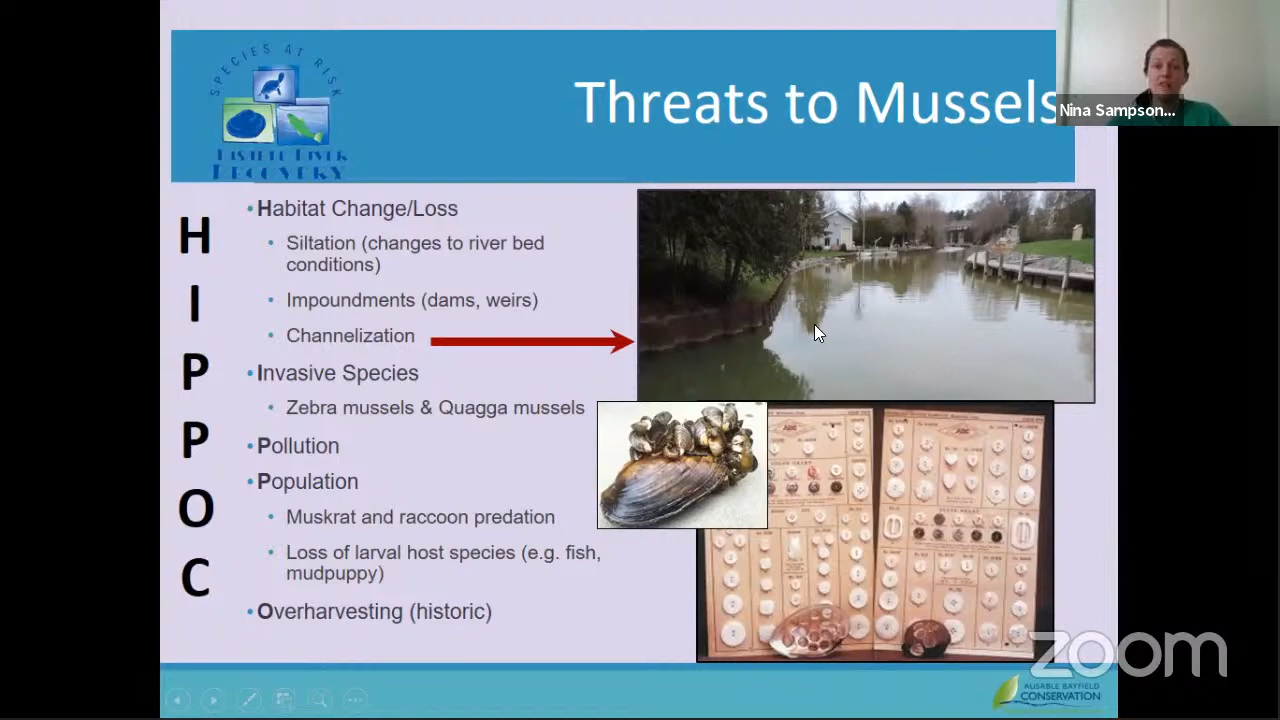 SPECIES AT RISK
RECOVERY
Threats to Mussels
Nina Sampson...
H
I
P
P
O
C
• Habitat Change/Loss
• Siltation (changes to river bed
conditions)
• Impoundments (dams, weirs)
• Channelization
• Invasive Species
• Zebra mussels & Quagga mussels
• Pollution
• Population
• Muskrat and raccoon predation
• Loss of larval host species (e.g. fish,
mudpuppy)
• Overharvesting (historic)
ABC
ABC
zoom
AUSABLE BAYFIELD
CONSERVATION